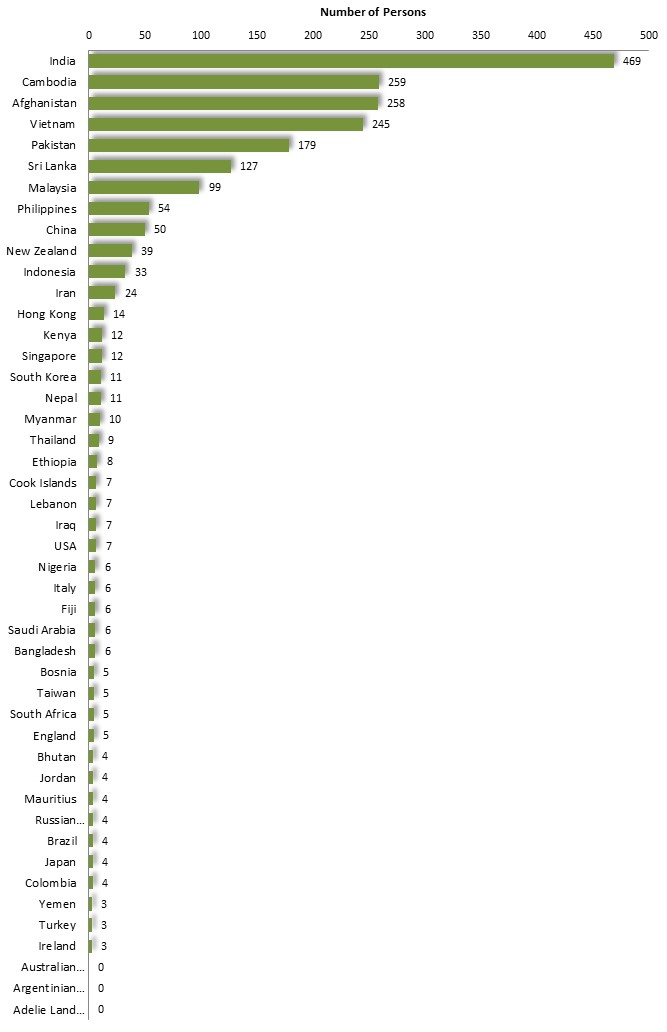 Number of Persons
0 50 100 150 200 250 300 350 400 450 500
India 469
Cambodia 259
Afghanistan 258
Vietnam 245
Pakistan 179
Sri Lanka 127
Malaysia 99
Philippines 54
China 50
New Zealand 39
Indonesia 33
Iran 24
Hong Kong 14
Kenya 12
Singapore 12
South Korea 11
Nepal 11
Myanmar 10
Thailand 9
Ethiopia 8
Cook Islands 7
Lebanon 7
Iraq 7
USA 7
Nigeria 6
Italy 6
Fiji 6
Saudi Arabia 6
Bangladesh 6
Bosnia 5
Taiwan 5
South Africa 5
England 5
Bhutan 4
Jordan 4
Mauritius 4
Russian... 4
Brazil 4
Japan 4
Colombia 4
Yemen 3
Turkey 3
Ireland 3
Australian... 0
Argentinian... 0
Adelie Land... 0